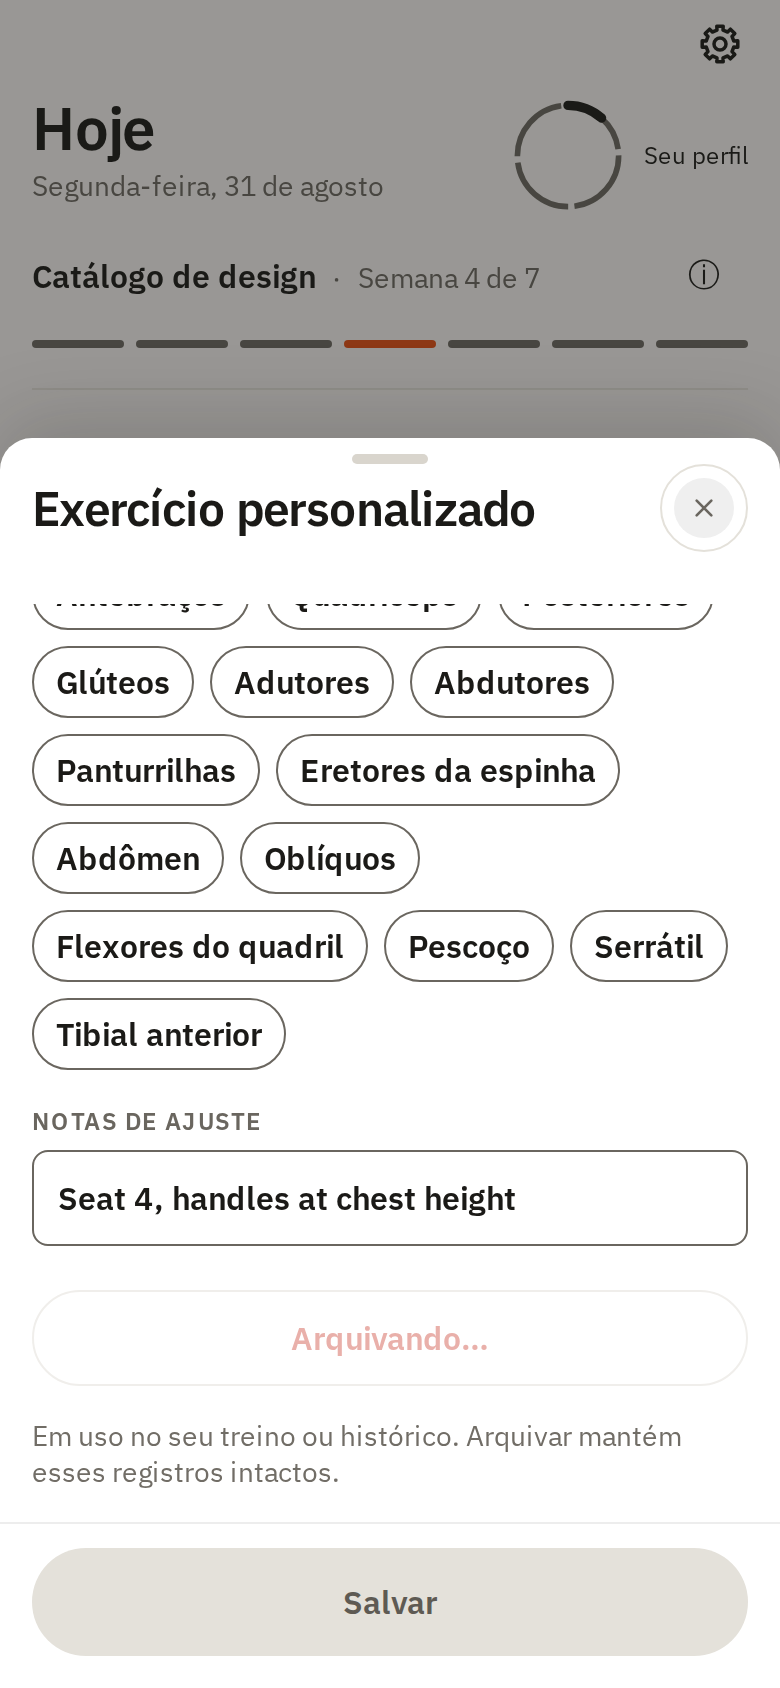 Hoje
Segunda-feira, 31 de agosto
Seu perfil
Catálogo de design · Semana 4 de 7
Exercício personalizado
Glúteos Adutores Abdutores
Panturrilhas Eretores da espinha
Abdômen Oblíquos
Flexores do quadril Pescoço Serrátil
Tibial anterior
NOTAS DE AJUSTE
Seat 4, handles at chest height
Arquivando...
Em uso no seu treino ou histórico. Arquivar mantém
esses registros intactos.
Salvar